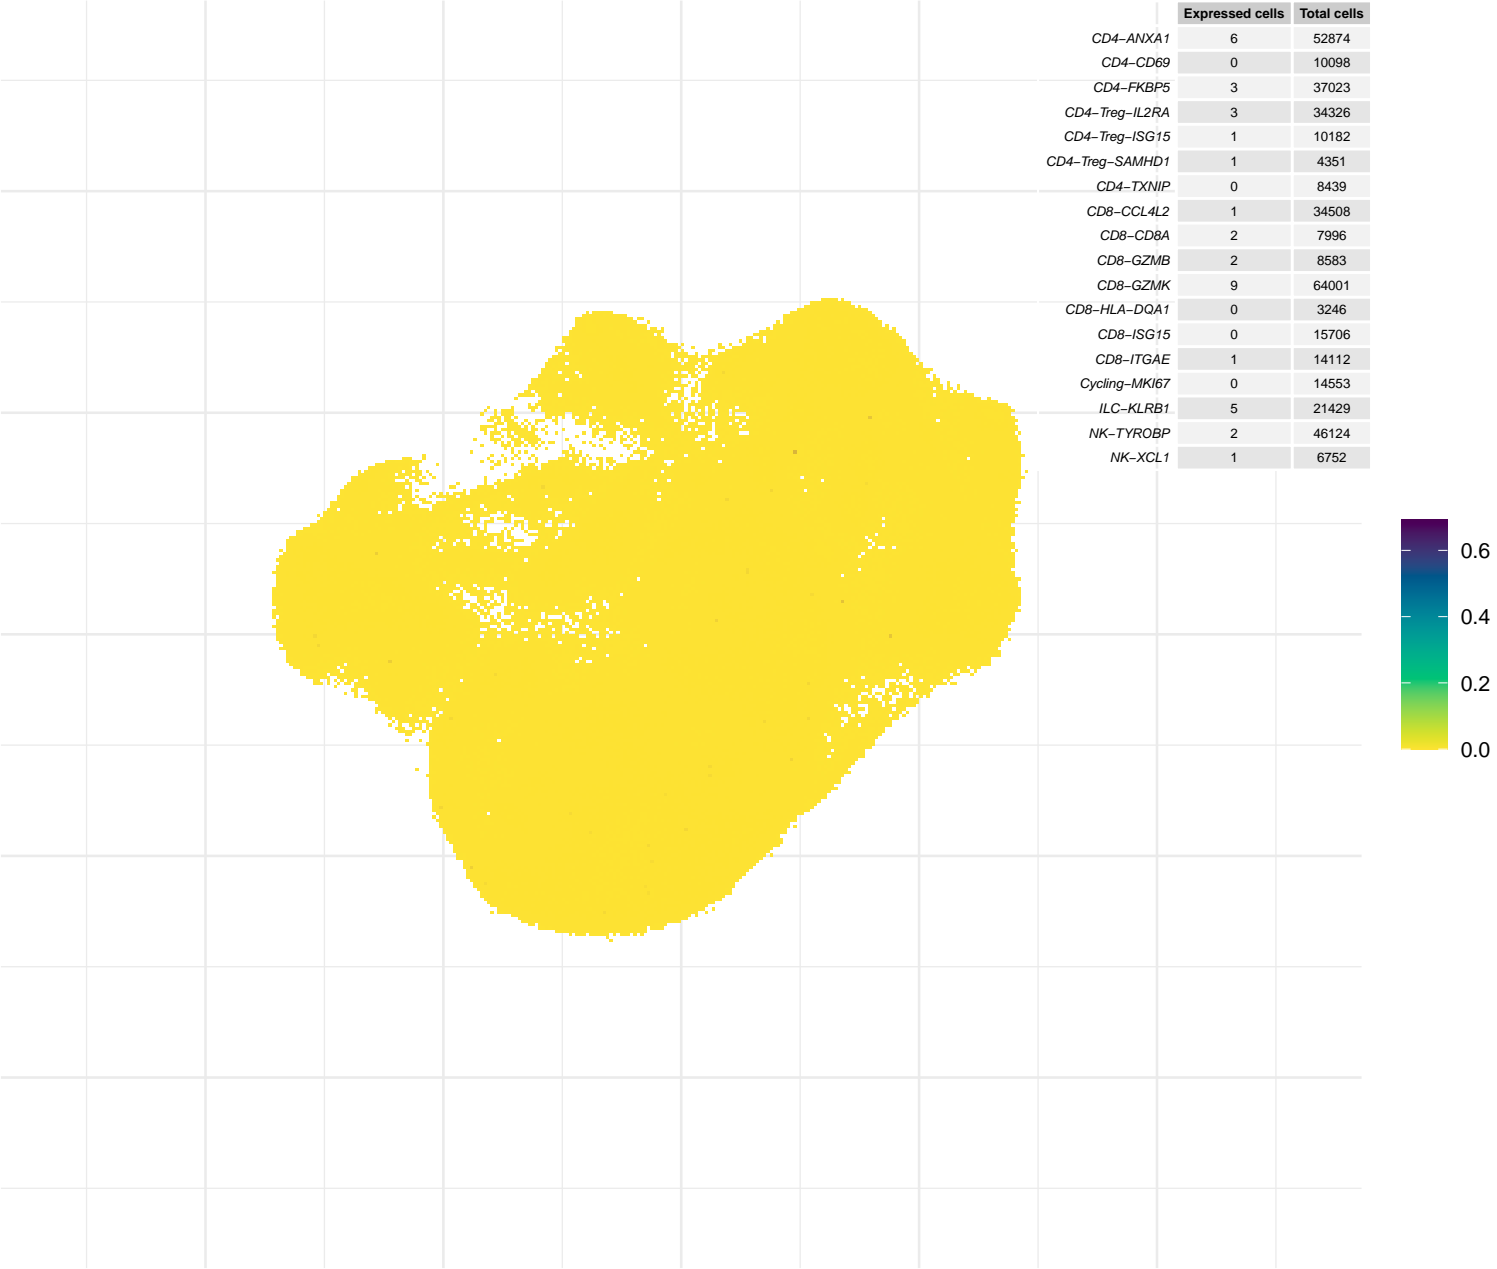 Expressed cells Total cells
CD4−ANXA1 6 52874
CD4−CD69 0 10098
CD4−FKBP5 3 37023
CD4−Treg−IL2RA 3 34326
CD4−Treg−ISG15 1 10182
CD4−Treg−SAMHD1 1 4351
CD4−TXNIP 0 8439
CD8−CCL4L2 1 34508
CD8−CD8A 2 7996
CD8−GZMB 2 8583
CD8−GZMK 9 64001
CD8−HLA−DQA1 0 3246
CD8−ISG15 0 15706
CD8−ITGAE 1 14112
Cycling−MKI67 0 14553
ILC−KLRB1 5 21429
NK−TYROBP 2 46124
NK−XCL1 1 6752
0.6
0.4
0.2
0.0